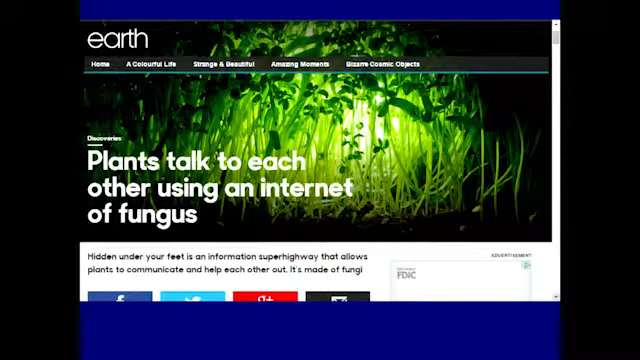 earth
Home A Colourful Life Strange & Beautiful Amazing Moments Bizarre Cosmic Objects
Discoveries
Plants talk to each
other using an internet
of fungus
Hidden under your feet is an information superhighway that allows
plants to communicate and help each other out. It's made of fungi
ADVERTISEMENT
FDIC
f
g+